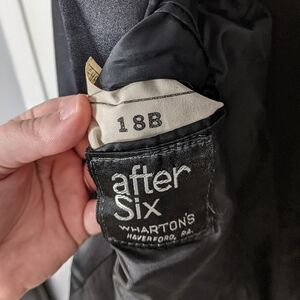 18B
after
Six
WHARTON'S
HAVERFORD, PA.